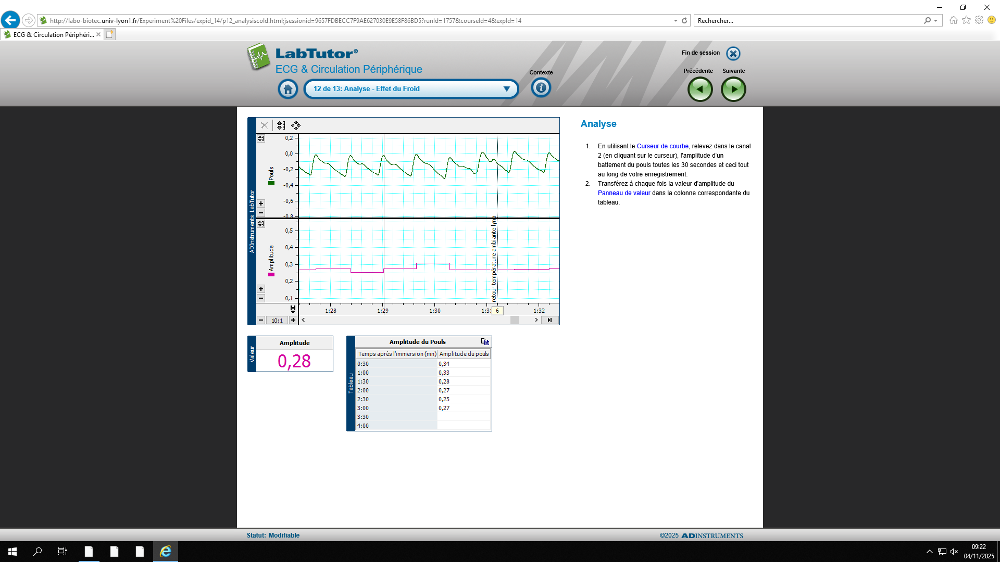 http://labo-biotec.univ-lyon1.fr/Experiment%20Files/expid_14/p12_analysiscold.html;jsessionid=9657FDBECC7F9AE627030E9E58F86BD5?runId=1757&courseId=4&expId=14
Rechercher...
ECG & Circulation Périphéri...
LabTutor®
ECG & Circulation Périphérique
Fin de session
Contexte
Précédente
Suivante
12 de 13: Analyse - Effet du Froid
Analyse
1. En utilisant le Curseur de courbe, relevez dans le canal
2 (en cliquant sur le curseur), l'amplitude d'un
battement du pouls toutes les 30 secondes et ceci tout
au long de votre enregistrement.
2. Transférez à chaque fois la valeur d'amplitude du
Panneau de valeur dans la colonne correspondante du
tableau.
ADInstruments LabTutor
Pouls
0,2
0,0
-0,2
-0,4
-0,6
-0,8
Amplitude
0,5
0,4
0,3
0,2
0,1
retour temperature ambiante lyna
M
1:28
1:29
1:30
1:31
6
1:32
10:1
Valeur
Amplitude
0,28
Tableau
Amplitude du Pouls
Temps après l'immersion (mn) Amplitude du pouls
0:30 0,34
1:00 0,33
1:30 0,28
2:00 0,27
2:30 0,25
3:00 0,27
3:30
4:00
Statut: Modifiable
©2025 ADINSTRUMENTS
09:22
04/11/2025